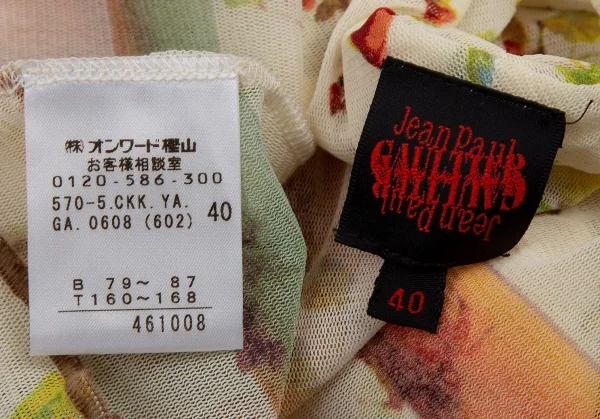 ㈱オンワード樫山
お客様相談室
0120-586-300
570-5.CKK.YA.
GA.0608 (602) 40
B 79～ 87
T160～168
461008
Jean Paul
GAULTIER
Jean Paul
40